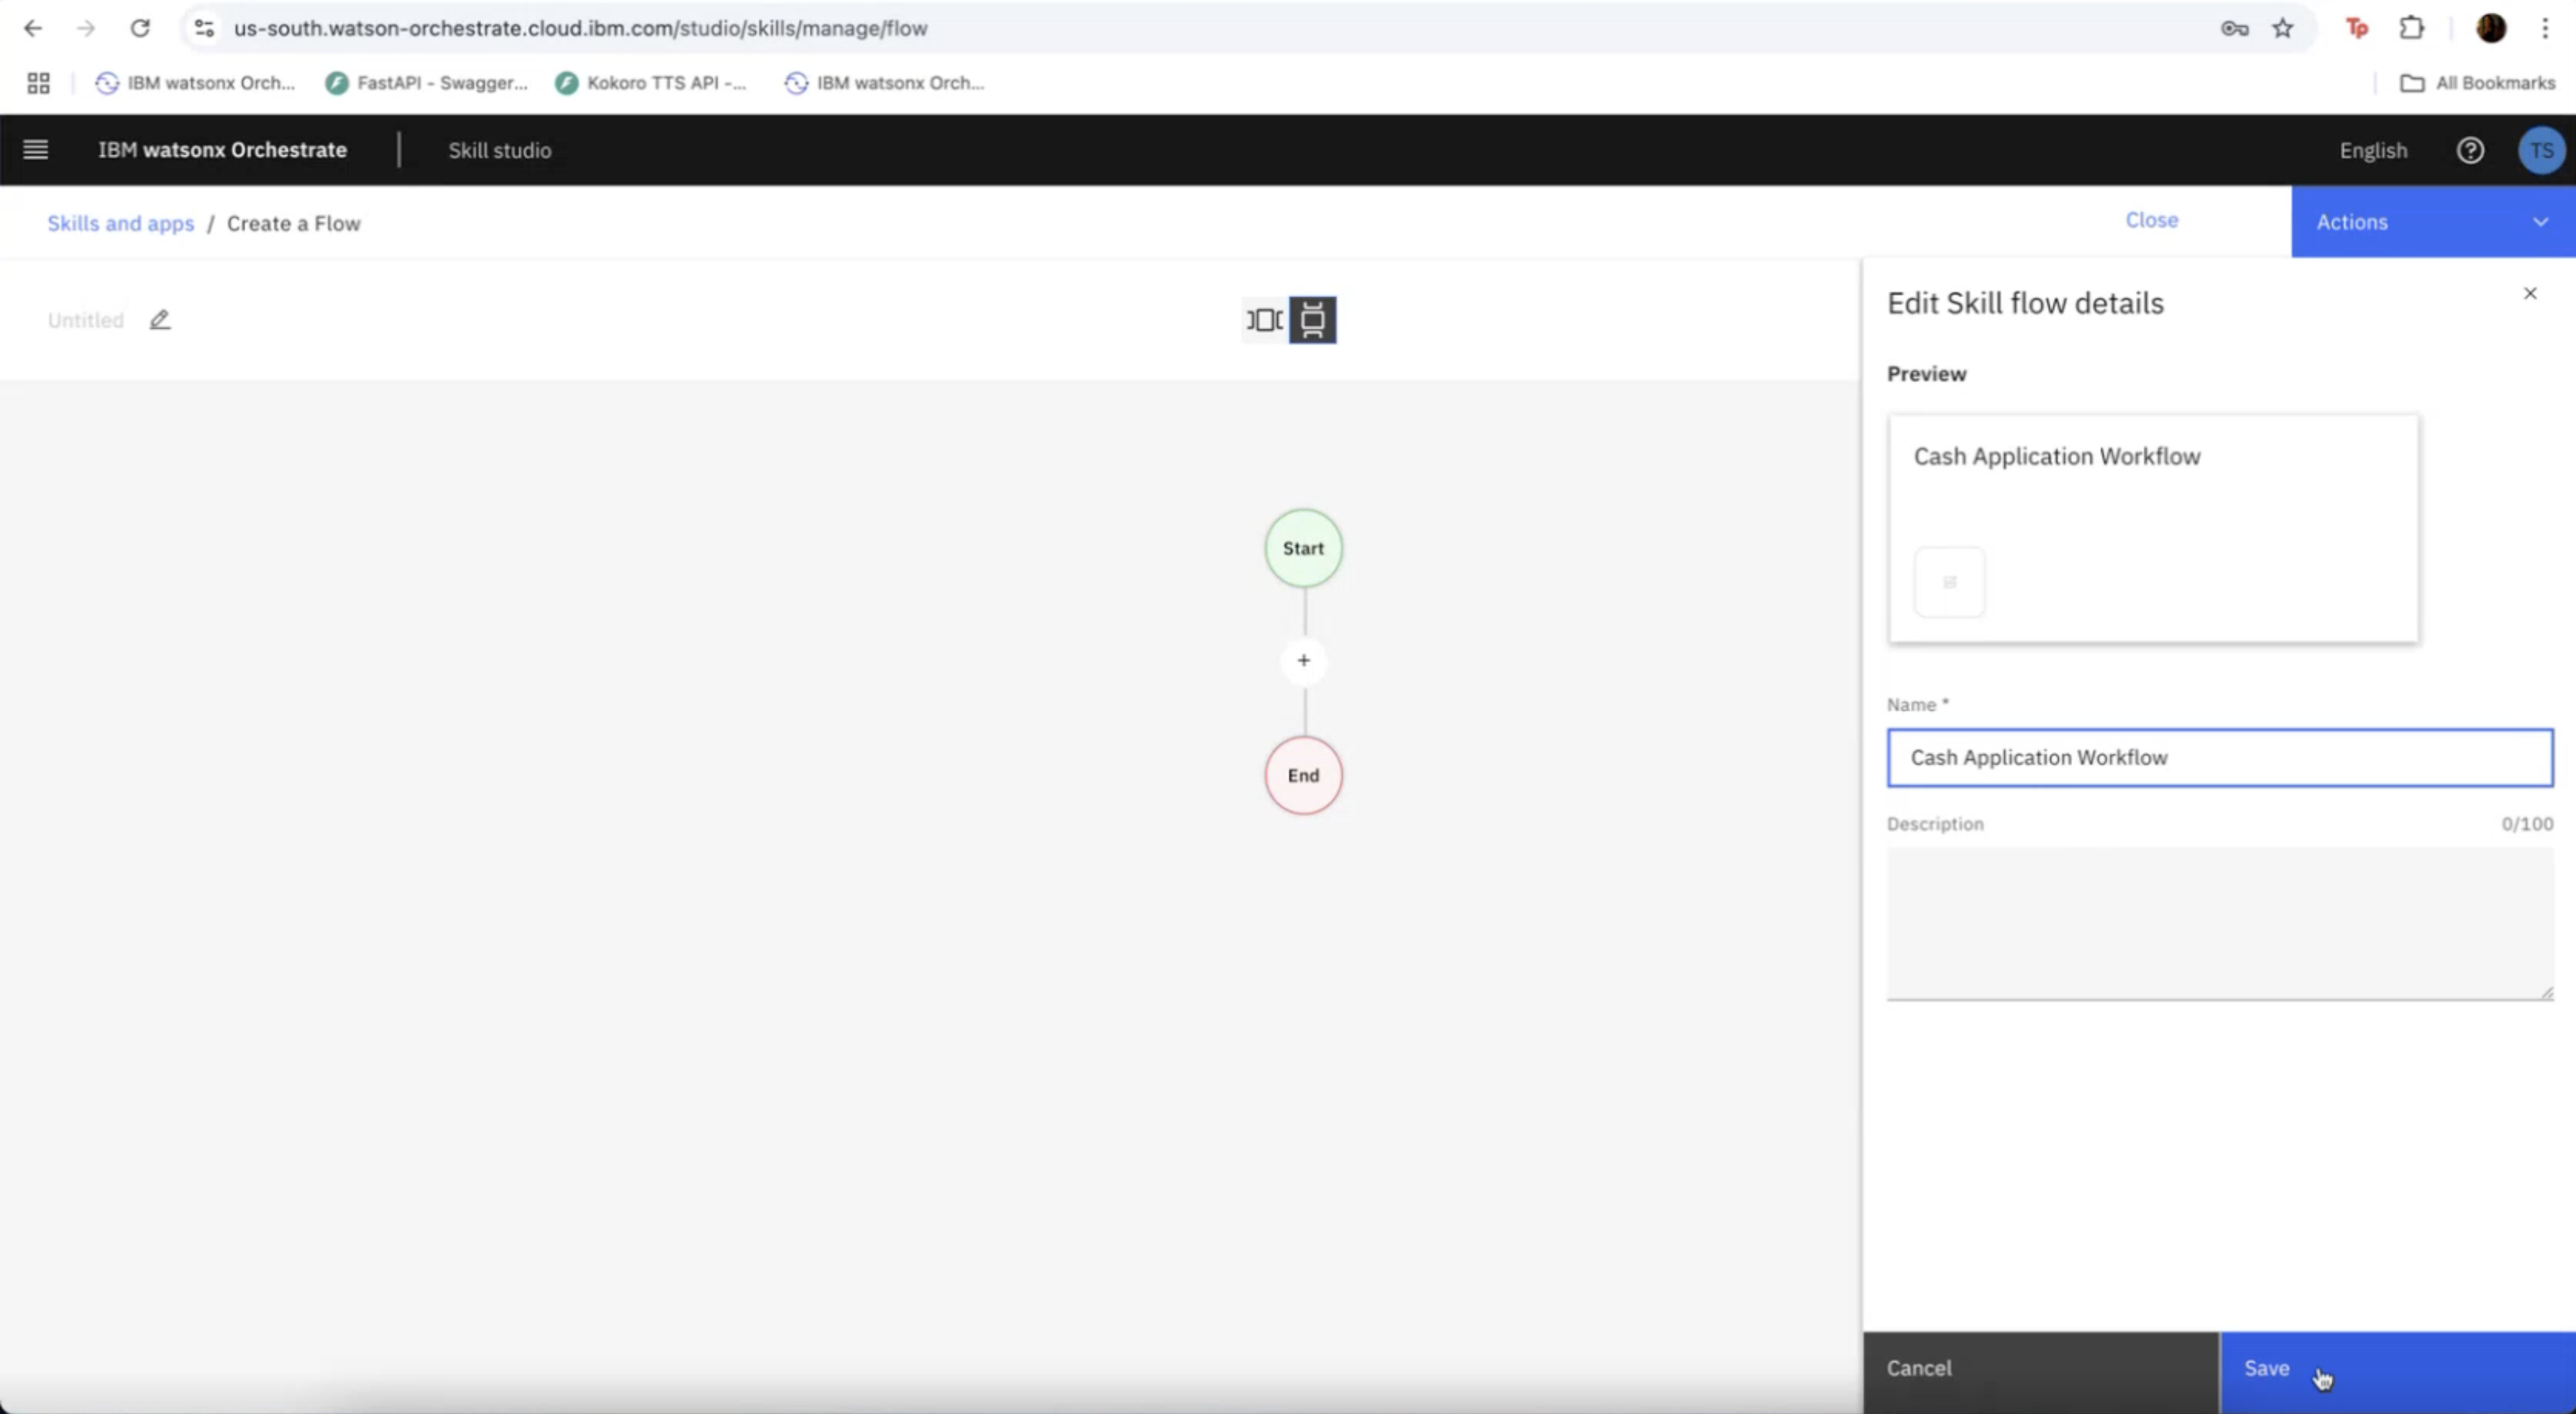 us-south.watson-orchestrate.cloud.ibm.com/studio/skills/manage/flow
Tp
IBM watsonx Orch...
FastAPI - Swagger...
Kokoro TTS API -...
IBM watsonx Orch...
All Bookmarks
IBM watsonx Orchestrate
Skill studio
English
TS
Skills and apps / Create a Flow
Close
Actions
Untitled
Start
+
End
Edit Skill flow details
Preview
Cash Application Workflow
Name *
Cash Application Workflow
Description
0/100
Cancel
Save